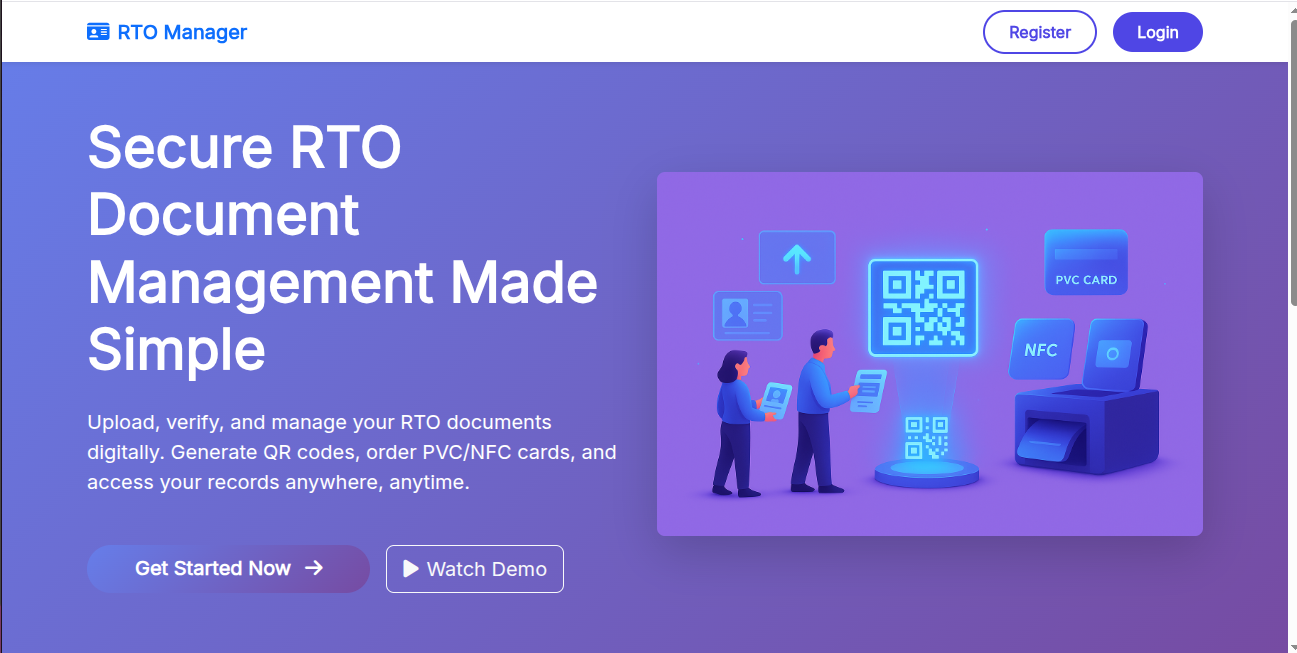 RTO Manager
Register
Login
Secure RTO
Document
Management Made
Simple
Upload, verify, and manage your RTO documents
digitally. Generate QR codes, order PVC/NFC cards, and
access your records anywhere, anytime.
Get Started Now
Watch Demo
PVC CARD
NFC